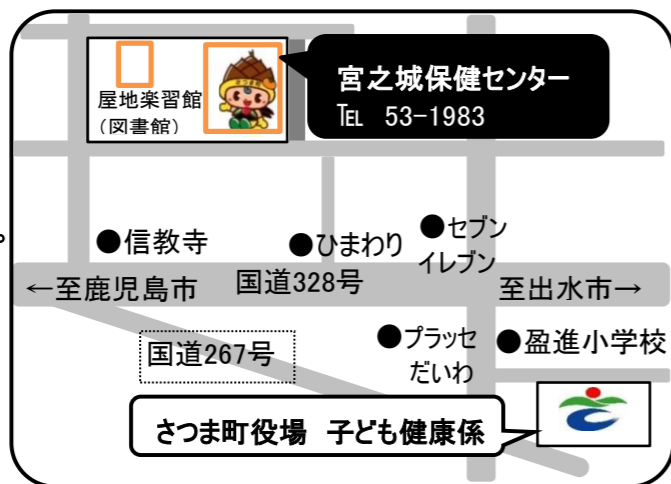 宮之城保健センター
℡ 53-1983
屋地楽習館
(図書館)
●信教寺
●ひまわり
●セブン
イレブン
国道328号
←至鹿児島市
至出水市→
国道267号
●プラッセ
だいわ
●盈進小学校
さつま町役場 子ども健康係